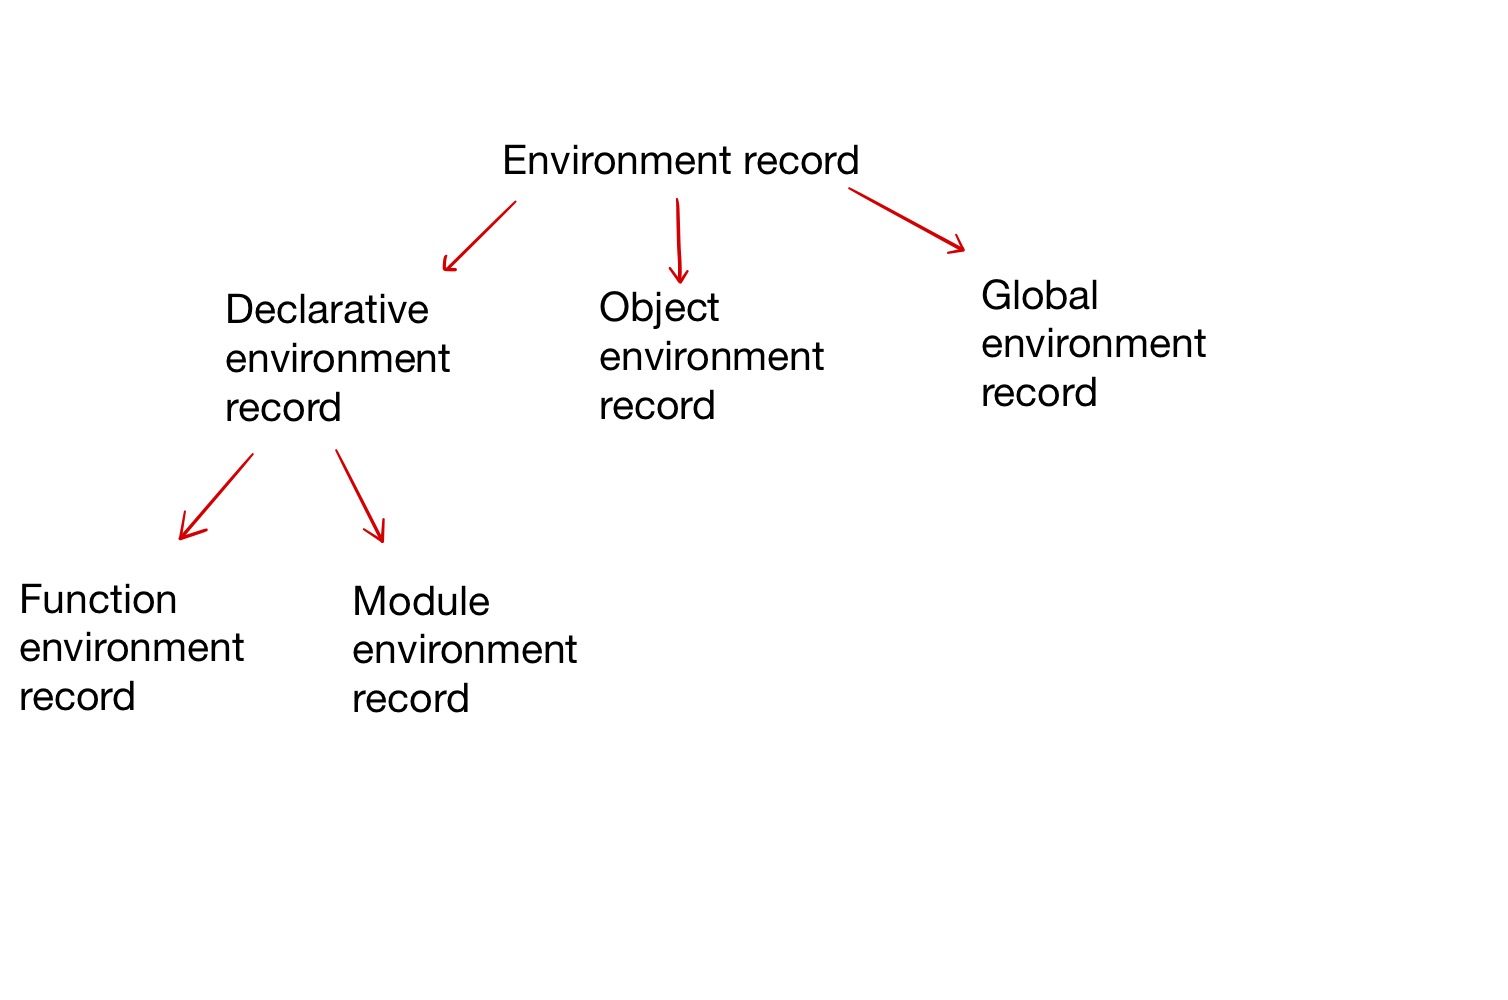 Environment record
Declarative
environment
record
Object
environment
record
Global
environment
record
Function
environment
record
Module
environment
record